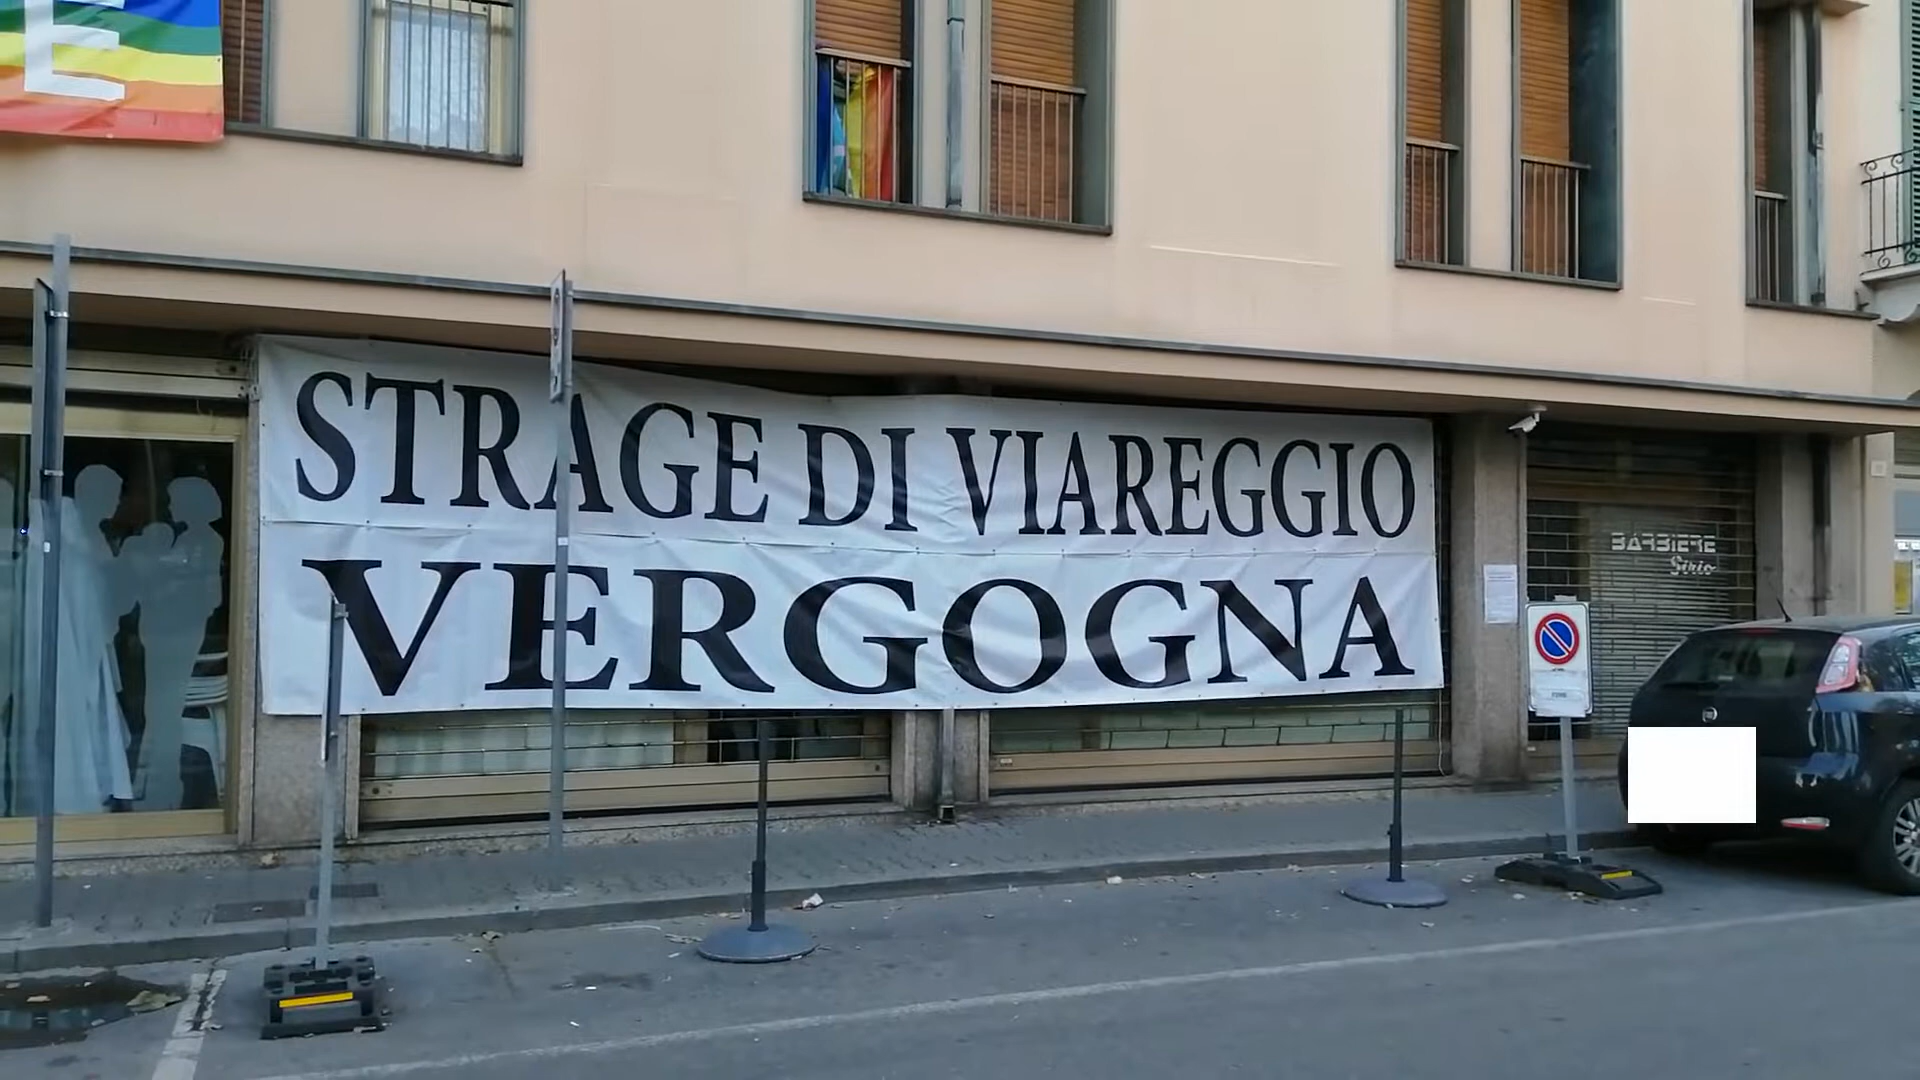 E
STRAGE DI VIAREGGIO
VERGOGNA
BARBIERE
Sirio